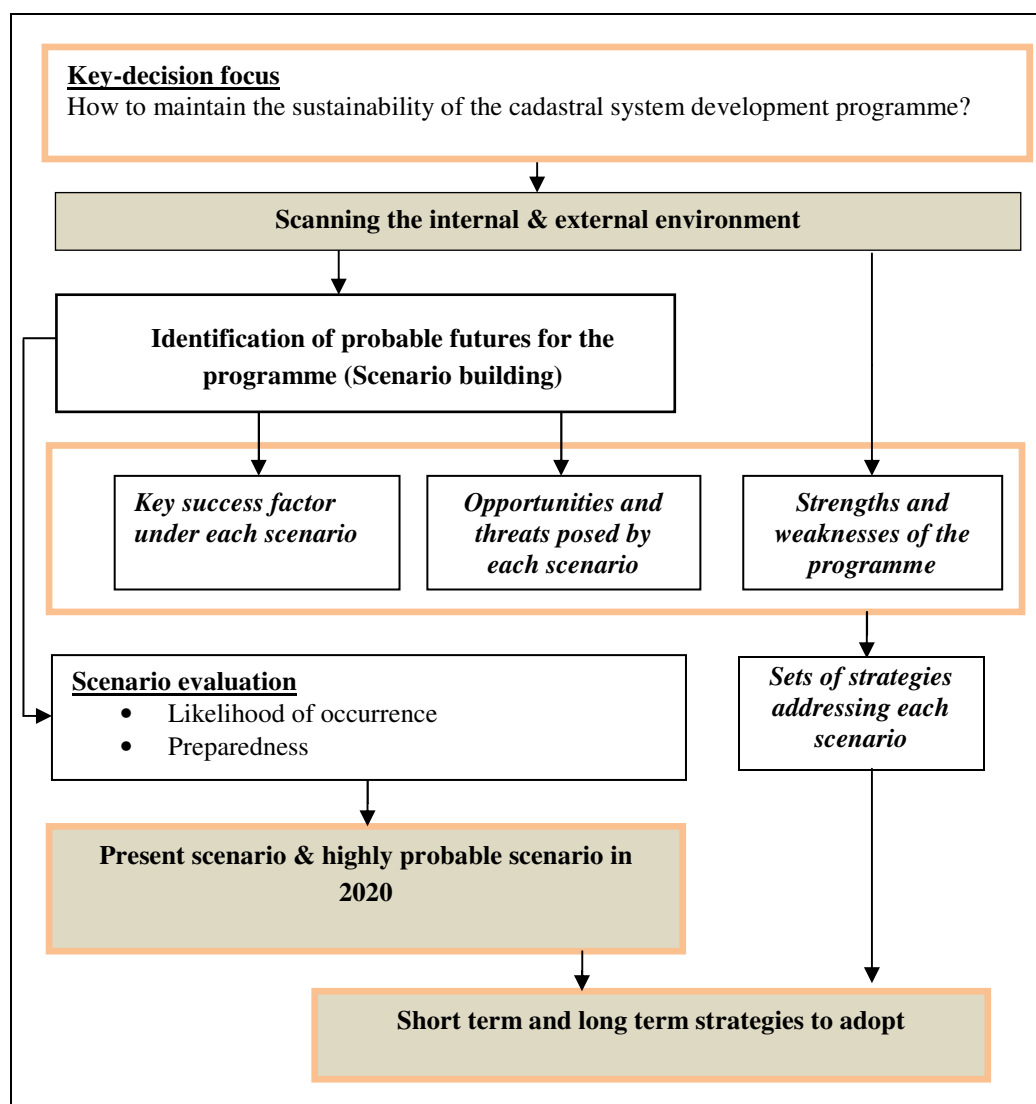 Key-decision focus
How to maintain the sustainability of the cadastral system development programme?
Scanning the internal & external environment
Identification of probable futures for the
programme (Scenario building)
Key success factor
under each scenario
Opportunities and
threats posed by
each scenario
Strengths and
weaknesses of the
programme
Scenario evaluation
• Likelihood of occurrence
• Preparedness
Sets of strategies
addressing each
scenario
Present scenario & highly probable scenario in
2020
Short term and long term strategies to adopt